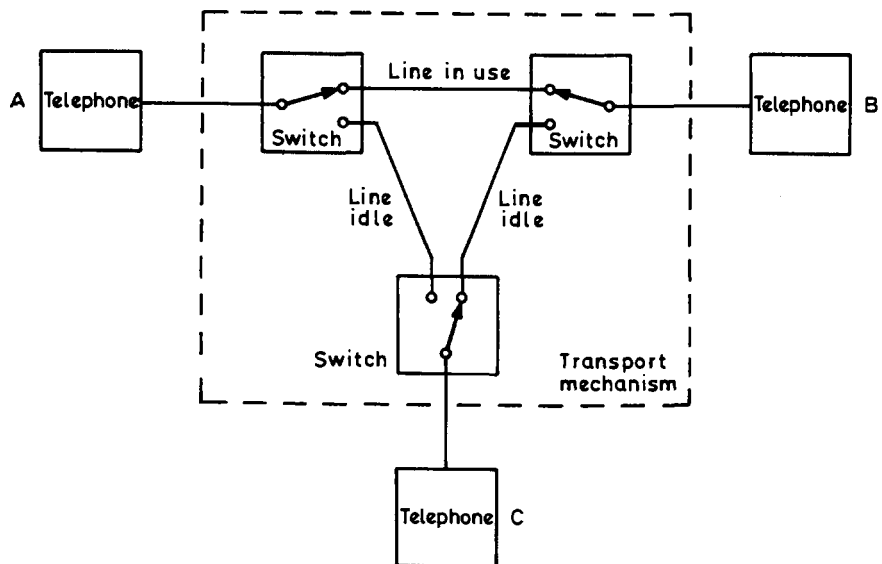 A
Telephone
Switch
Line in use
Switch
Telephone
B
Line
idle
Line
idle
Switch
Transport
mechanism
Telephone
C